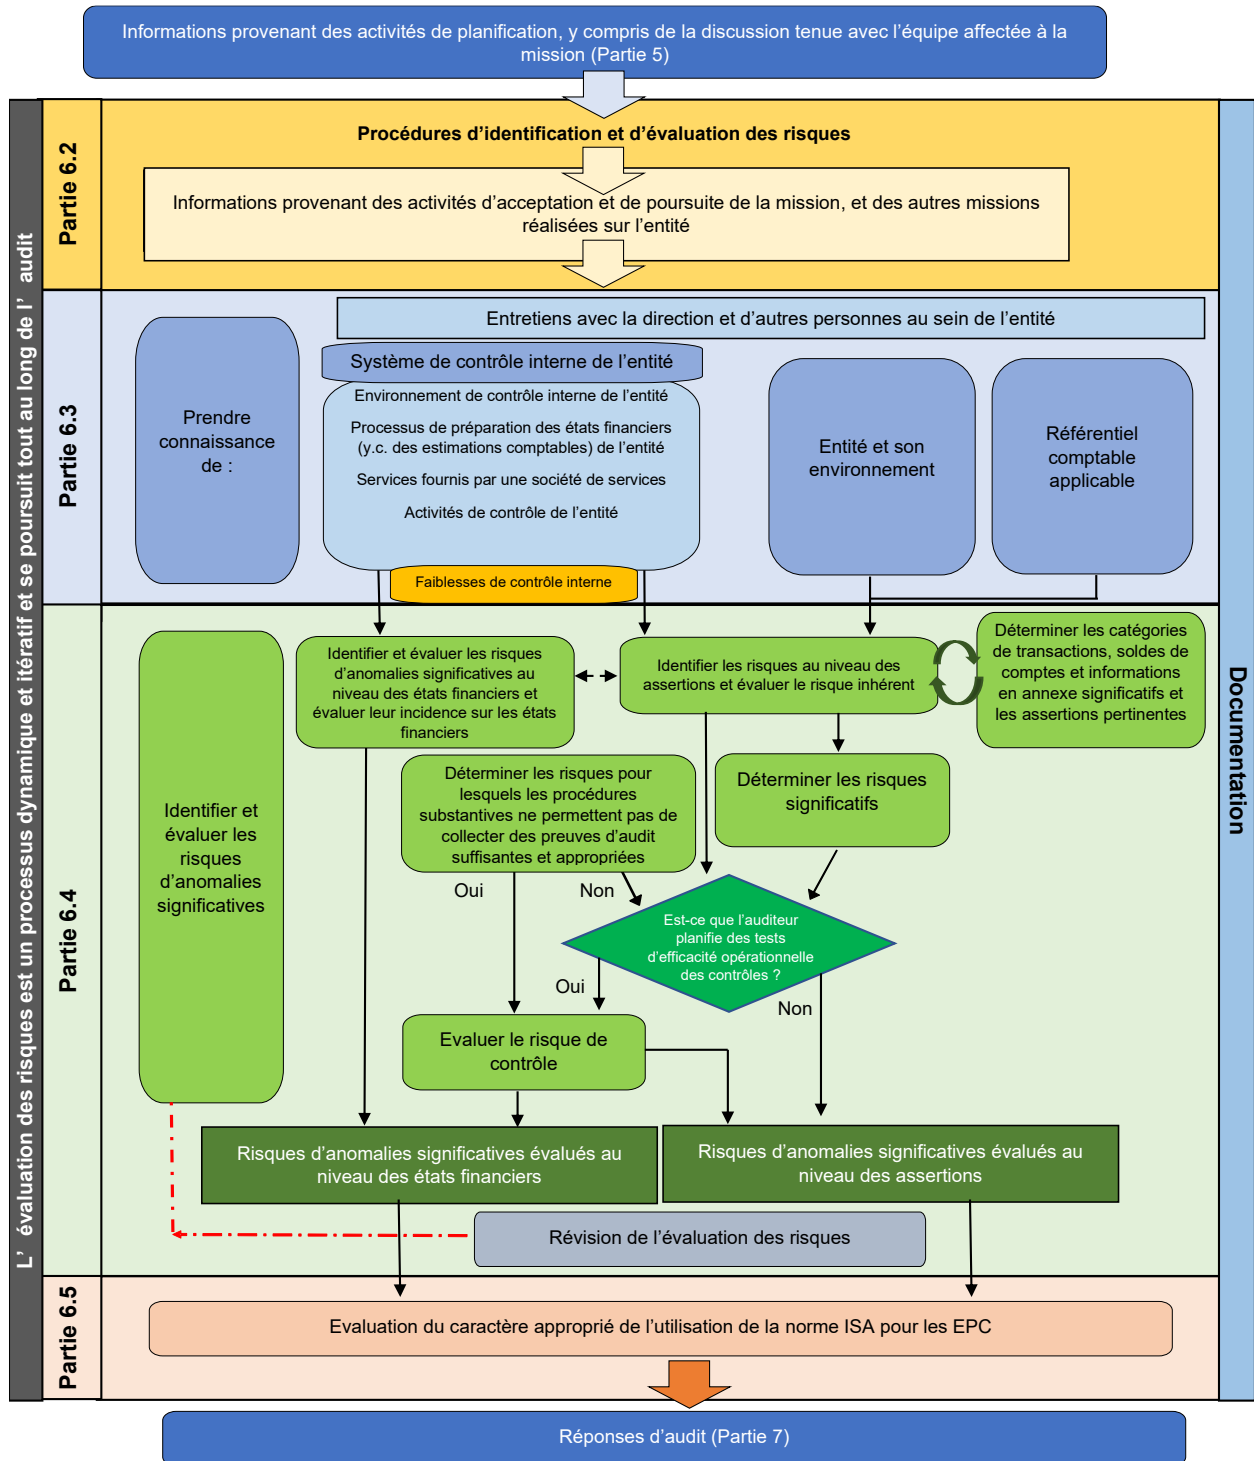 Informations provenant des activités de planification, y compris de la discussion tenue avec l'équipe affectée à la
mission (Partie 5)
L' évaluation des risques est un processus dynamique et itératif et se poursuit tout au long de l' audit
Documentation
Partie 6.2
Procédures d'identification et d'évaluation des risques
Informations provenant des activités d'acceptation et de poursuite de la mission, et des autres missions
réalisées sur l'entité
Partie 6.3
Entretiens avec la direction et d'autres personnes au sein de l'entité
Prendre
connaissance
de :
Système de contrôle interne de l'entité
Environnement de contrôle interne de l'entité
Processus de préparation des états financiers
(y.c. des estimations comptables) de l'entité
Services fournis par une société de services
Activités de contrôle de l'entité
Faiblesses de contrôle interne
Entité et son
environnement
Référentiel
comptable
applicable
Partie 6.4
Identifier et
évaluer les
risques
d'anomalies
significatives
Identifier et évaluer les risques
d'anomalies significatives au
niveau des états financiers et
évaluer leur incidence sur les états
financiers
Identifier les risques au niveau des
assertions et évaluer le risque inhérent
Déterminer les catégories
de transactions, soldes de
comptes et informations
en annexe significatifs et
les assertions pertinentes
Déterminer les risques pour
lesquels les procédures
substantives ne permettent pas de
collecter des preuves d'audit
suffisantes et appropriées
Déterminer les risques
significatifs
Oui
Non
Est-ce que l'auditeur
planifie des tests
d'efficacité opérationnelle
des contrôles ?
Oui
Non
Evaluer le risque de
contrôle
Risques d'anomalies significatives évalués au
niveau des états financiers
Risques d'anomalies significatives évalués au
niveau des assertions
Révision de l'évaluation des risques
Partie 6.5
Evaluation du caractère approprié de l'utilisation de la norme ISA pour les EPC
Réponses d'audit (Partie 7)